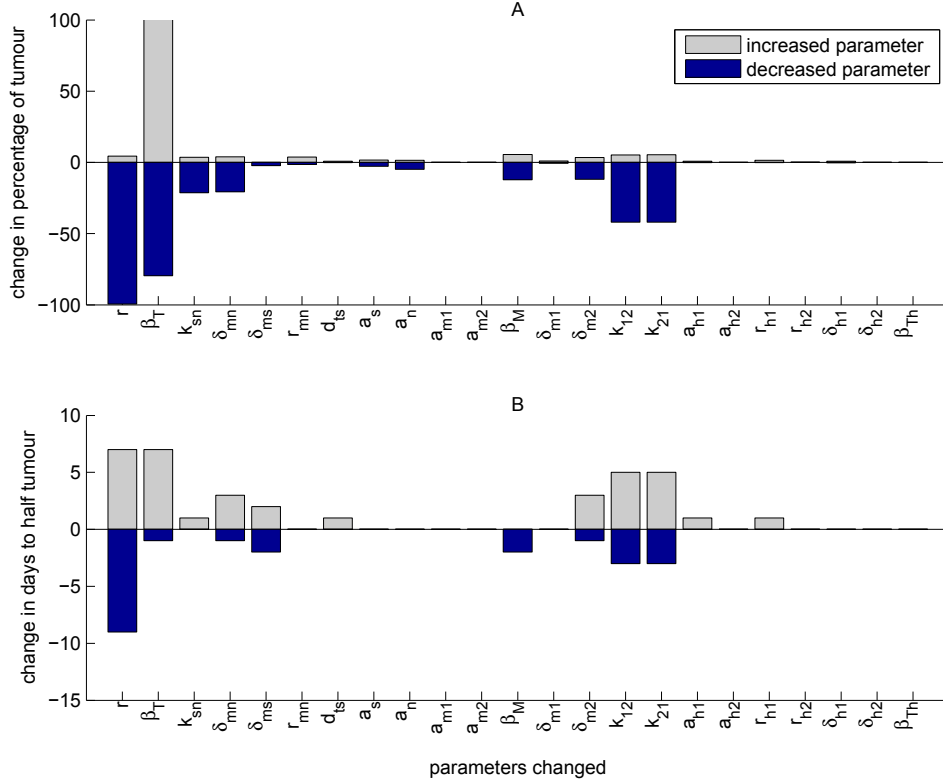 A
100
50
0
−50
−100
change in percentage of tumour
increased parameter
decreased parameter
r β_T k_sn δ_mn δ_ms r_mn d_ts a_s a_n a_m1 a_m2 β_M δ_m1 δ_m2 k_12 k_21 a_h1 a_h2 r_h1 r_h2 δ_h1 δ_h2 β_Th
B
10
5
0
−5
−10
−15
change in days to half tumour
r β_T k_sn δ_mn δ_ms r_mn d_ts a_s a_n a_m1 a_m2 β_M δ_m1 δ_m2 k_12 k_21 a_h1 a_h2 r_h1 r_h2 δ_h1 δ_h2 β_Th
parameters changed